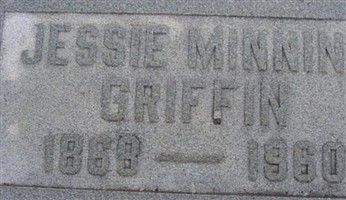 JESSIE MINNIN
GRIFFIN
1868 — 1960